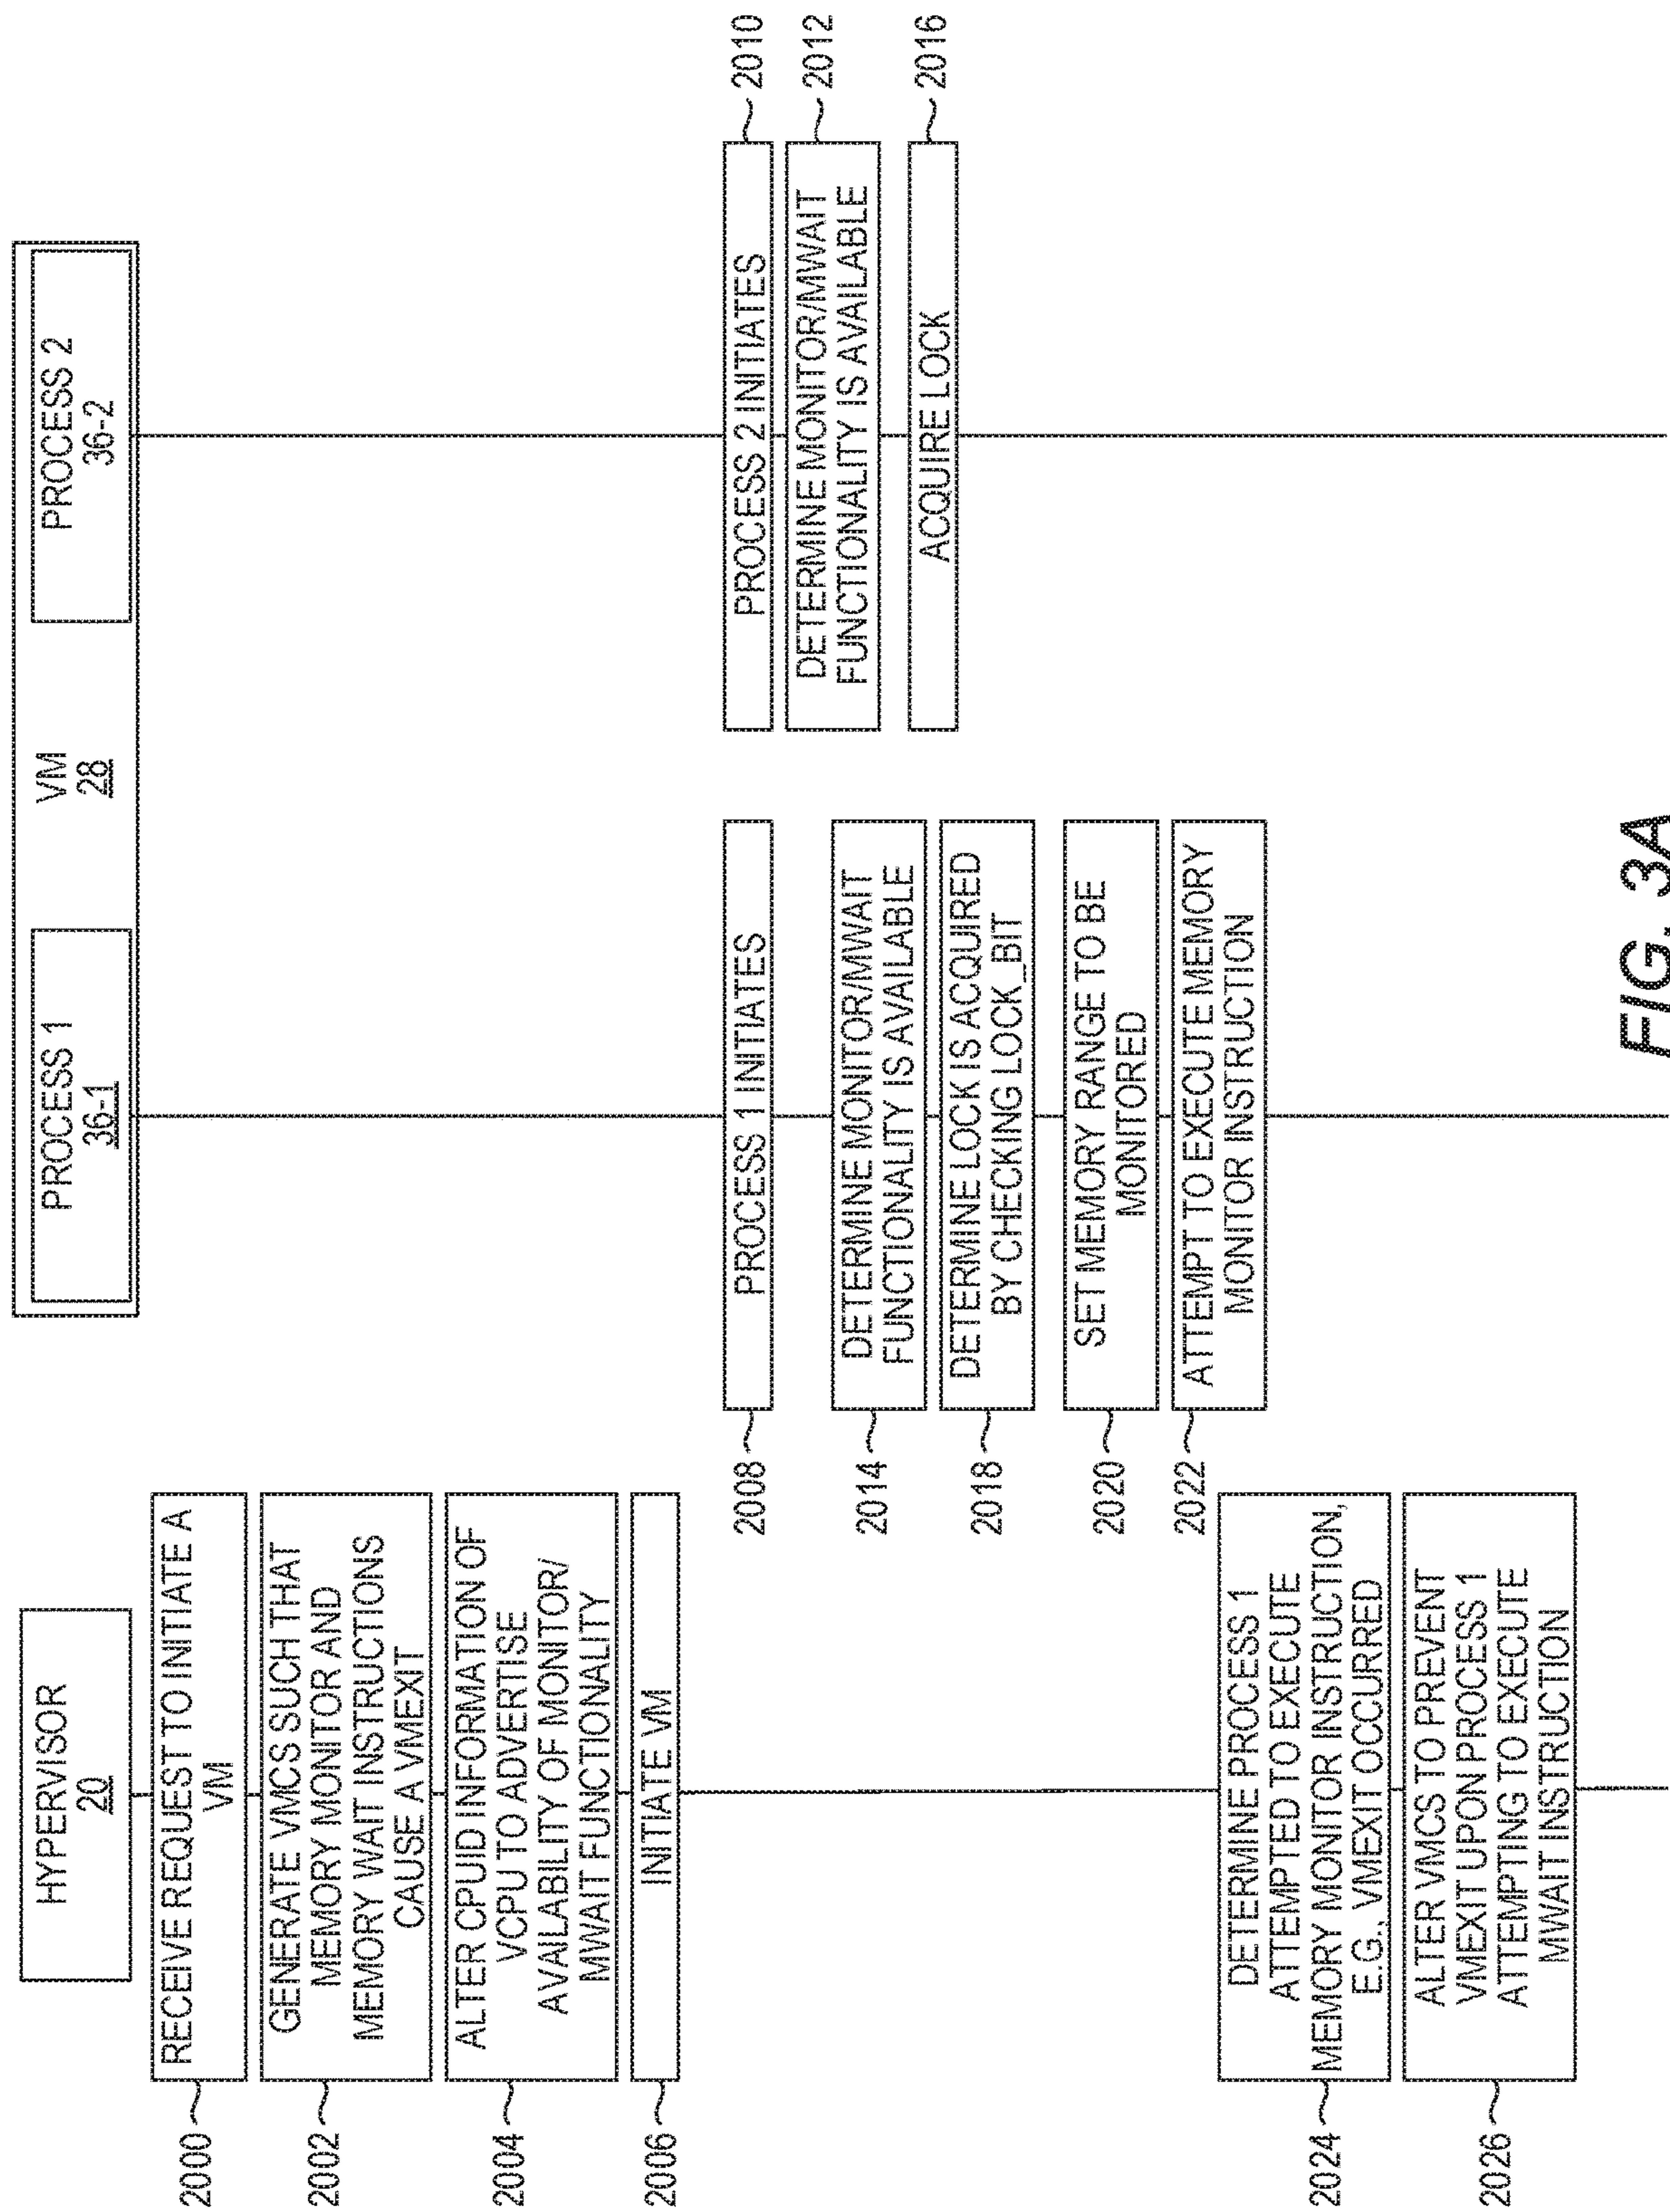 HYPERVISOR
20
PROCESS 1
36-1
VM
28
PROCESS 2
36-2
2000
RECEIVE REQUEST TO INITIATE A
VM
2002
GENERATE VMCS SUCH THAT
MEMORY MONITOR AND
MEMORY WAIT INSTRUCTIONS
CAUSE A VMEXIT
2004
ALTER CPUID INFORMATION OF
VCPU TO ADVERTISE
AVAILABILITY OF MONITOR/
MWAIT FUNCTIONALITY
2006
INITIATE VM
2008
PROCESS 1 INITIATES
PROCESS 2 INITIATES
2010
DETERMINE MONITOR/MWAIT
FUNCTIONALITY IS AVAILABLE
2012
2014
DETERMINE MONITOR/MWAIT
FUNCTIONALITY IS AVAILABLE
ACQUIRE LOCK
2016
2018
DETERMINE LOCK IS ACQUIRED
BY CHECKING LOCK_BIT
2020
SET MEMORY RANGE TO BE
MONITORED
2022
ATTEMPT TO EXECUTE MEMORY
MONITOR INSTRUCTION
2024
DETERMINE PROCESS 1
ATTEMPTED TO EXECUTE
MEMORY MONITOR INSTRUCTION,
E.G., VMEXIT OCCURRED
2026
ALTER VMCS TO PREVENT
VMEXIT UPON PROCESS 1
ATTEMPTING TO EXECUTE
MWAIT INSTRUCTION
FIG. 3A